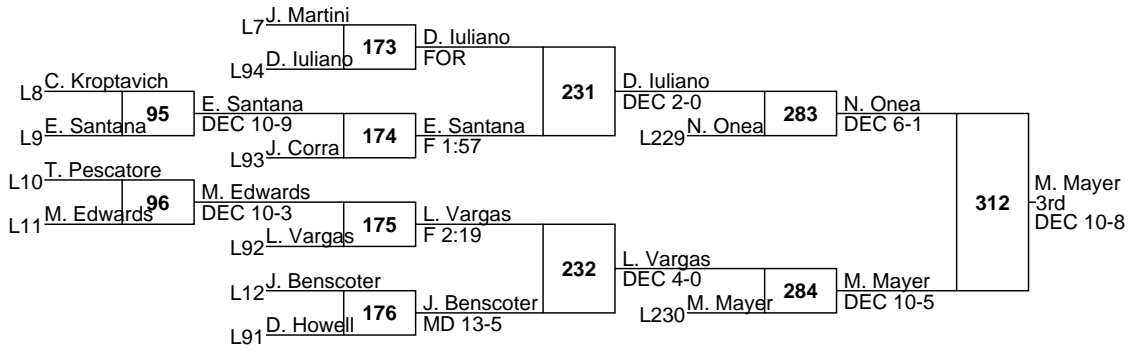 L7 J. Martini
173
D. Iuliano
FOR
L94 D. Iuliano
L8 C. Kroptavich
95
E. Santana
DEC 10-9
L9 E. Santana
174
E. Santana
F 1:57
L93 J. Corra
231
D. Iuliano
DEC 2-0
283
N. Onea
DEC 6-1
L229 N. Onea
L10 T. Pescatore
96
M. Edwards
DEC 10-3
L11 M. Edwards
175
L. Vargas
F 2:19
L92 L. Vargas
232
L. Vargas
DEC 4-0
L12 J. Benscoter
176
J. Benscoter
MD 13-5
L91 D. Howell
284
M. Mayer
DEC 10-5
L230 M. Mayer
312
M. Mayer
3rd
DEC 10-8